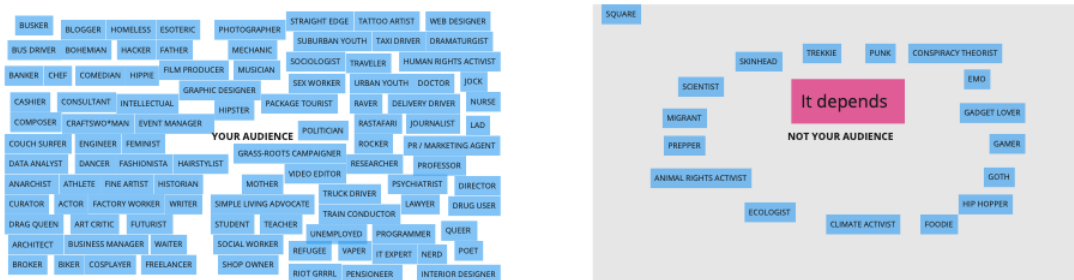 BUSKER
BLOGGER HOMELESS ESOTERIC
PHOTOGRAPHER
STRAIGHT EDGE TATTOO ARTIST WEB DESIGNER
BUS DRIVER BOHEMIAN HACKER FATHER
MECHANIC
SUBURBAN YOUTH TAXI DRIVER DRAMATURGIST
BANKER CHEF COMEDIAN HIPPIE FILM PRODUCER MUSICIAN
SOCIOLOGIST TRAVELER HUMAN RIGHTS ACTIVIST
GRAPHIC DESIGNER
SEX WORKER URBAN YOUTH DOCTOR JOCK
CASHIER CONSULTANT INTELLECTUAL
HIPSTER
PACKAGE TOURIST RAVER DELIVERY DRIVER NURSE
COMPOSER CRAFTSWO*MAN EVENT MANAGER
YOUR AUDIENCE
POLITICIAN RASTAFARI JOURNALIST LAD
COUCH SURFER ENGINEER FEMINIST
GRASS-ROOTS CAMPAIGNER
ROCKER PR / MARKETING AGENT
DATA ANALYST DANCER FASHIONISTA HAIRSTYLIST
VIDEO EDITOR RESEARCHER PROFESSOR
ANARCHIST ATHLETE FINE ARTIST HISTORIAN
MOTHER
TRUCK DRIVER PSYCHIATRIST DIRECTOR
CURATOR ACTOR FACTORY WORKER WRITER
SIMPLE LIVING ADVOCATE
TRAIN CONDUCTOR LAWYER DRUG USER
DRAG QUEEN ART CRITIC FUTURIST
STUDENT TEACHER
UNEMPLOYED PROGRAMMER QUEER
ARCHITECT BUSINESS MANAGER WAITER
SOCIAL WORKER
REFUGEE VAPER IT EXPERT NERD POET
BROKER BIKER COSPLAYER FREELANCER
SHOP OWNER
RIOT GRRRL PENSIONEER INTERIOR DESIGNER
SQUARE
SKINHEAD
TREKKIE
PUNK
CONSPIRACY THEORIST
SCIENTIST
EMO
It depends
MIGRANT
GADGET LOVER
NOT YOUR AUDIENCE
PREPPER
GAMER
ANIMAL RIGHTS ACTIVIST
GOTH
ECOLOGIST
HIP HOPPER
CLIMATE ACTIVIST
FOODIE